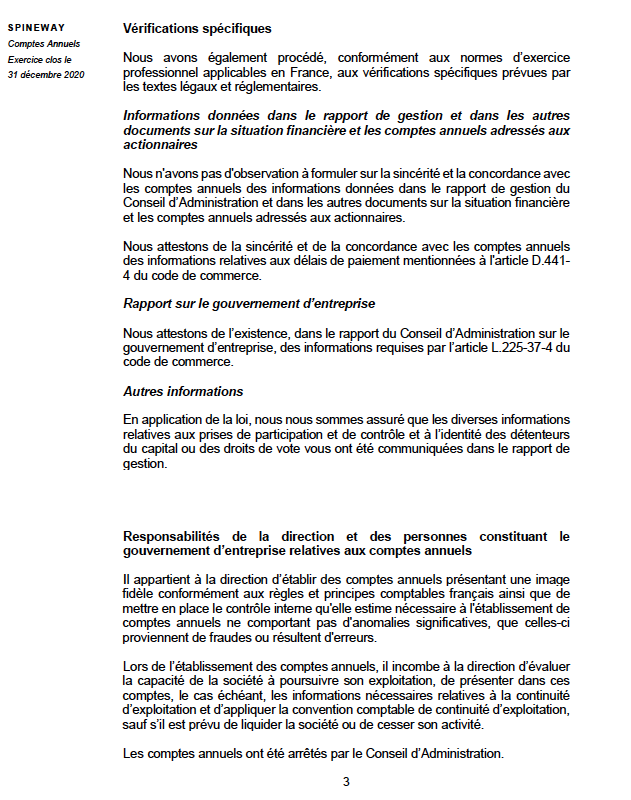 SPINEWAY
Comptes Annuels
Exercice clos le
31 décembre 2020
Vérifications spécifiques
Nous avons également procédé, conformément aux normes d’exercice
professionnel applicables en France, aux vérifications spécifiques prévues par
les textes légaux et réglementaires.
Informations données dans le rapport de gestion et dans les autres
documents sur la situation financière et les comptes annuels adressés aux
actionnaires
Nous n'avons pas d'observation à formuler sur la sincérité et la concordance avec
les comptes annuels des informations données dans le rapport de gestion du
Conseil d’Administration et dans les autres documents sur la situation financière
et les comptes annuels adressés aux actionnaires.
Nous attestons de la sincérité et de la concordance avec les comptes annuels
des informations relatives aux délais de paiement mentionnées à l'article D.441-
4 du code de commerce.
Rapport sur le gouvernement d’entreprise
Nous attestons de l’existence, dans le rapport du Conseil d’Administration sur le
gouvernement d’entreprise, des informations requises par l’article L.225-37-4 du
code de commerce.
Autres informations
En application de la loi, nous nous sommes assuré que les diverses informations
relatives aux prises de participation et de contrôle et à l’identité des détenteurs
du capital ou des droits de vote vous ont été communiquées dans le rapport de
gestion.
Responsabilités de la direction et des personnes constituant le
gouvernement d’entreprise relatives aux comptes annuels
Il appartient à la direction d’établir des comptes annuels présentant une image
fidèle conformément aux règles et principes comptables français ainsi que de
mettre en place le contrôle interne qu'elle estime nécessaire à l'établissement de
comptes annuels ne comportant pas d'anomalies significatives, que celles-ci
proviennent de fraudes ou résultent d'erreurs.
Lors de l’établissement des comptes annuels, il incombe à la direction d’évaluer
la capacité de la société à poursuivre son exploitation, de présenter dans ces
comptes, le cas échéant, les informations nécessaires relatives à la continuité
d’exploitation et d’appliquer la convention comptable de continuité d’exploitation,
sauf s’il est prévu de liquider la société ou de cesser son activité.
Les comptes annuels ont été arrêtés par le Conseil d’Administration.
3